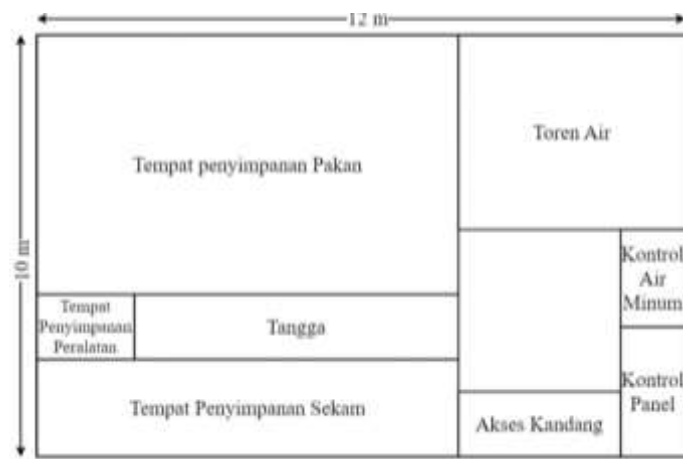 12 m
Toren Air
Tempat penyimpanan Pakan
10 m
Kontrol
Air
Minum
Tempat
Penyimpanan
Peralatan
Tangga
Kontrol
Panel
Tempat Penyimpanan Sekam
Akses Kandang